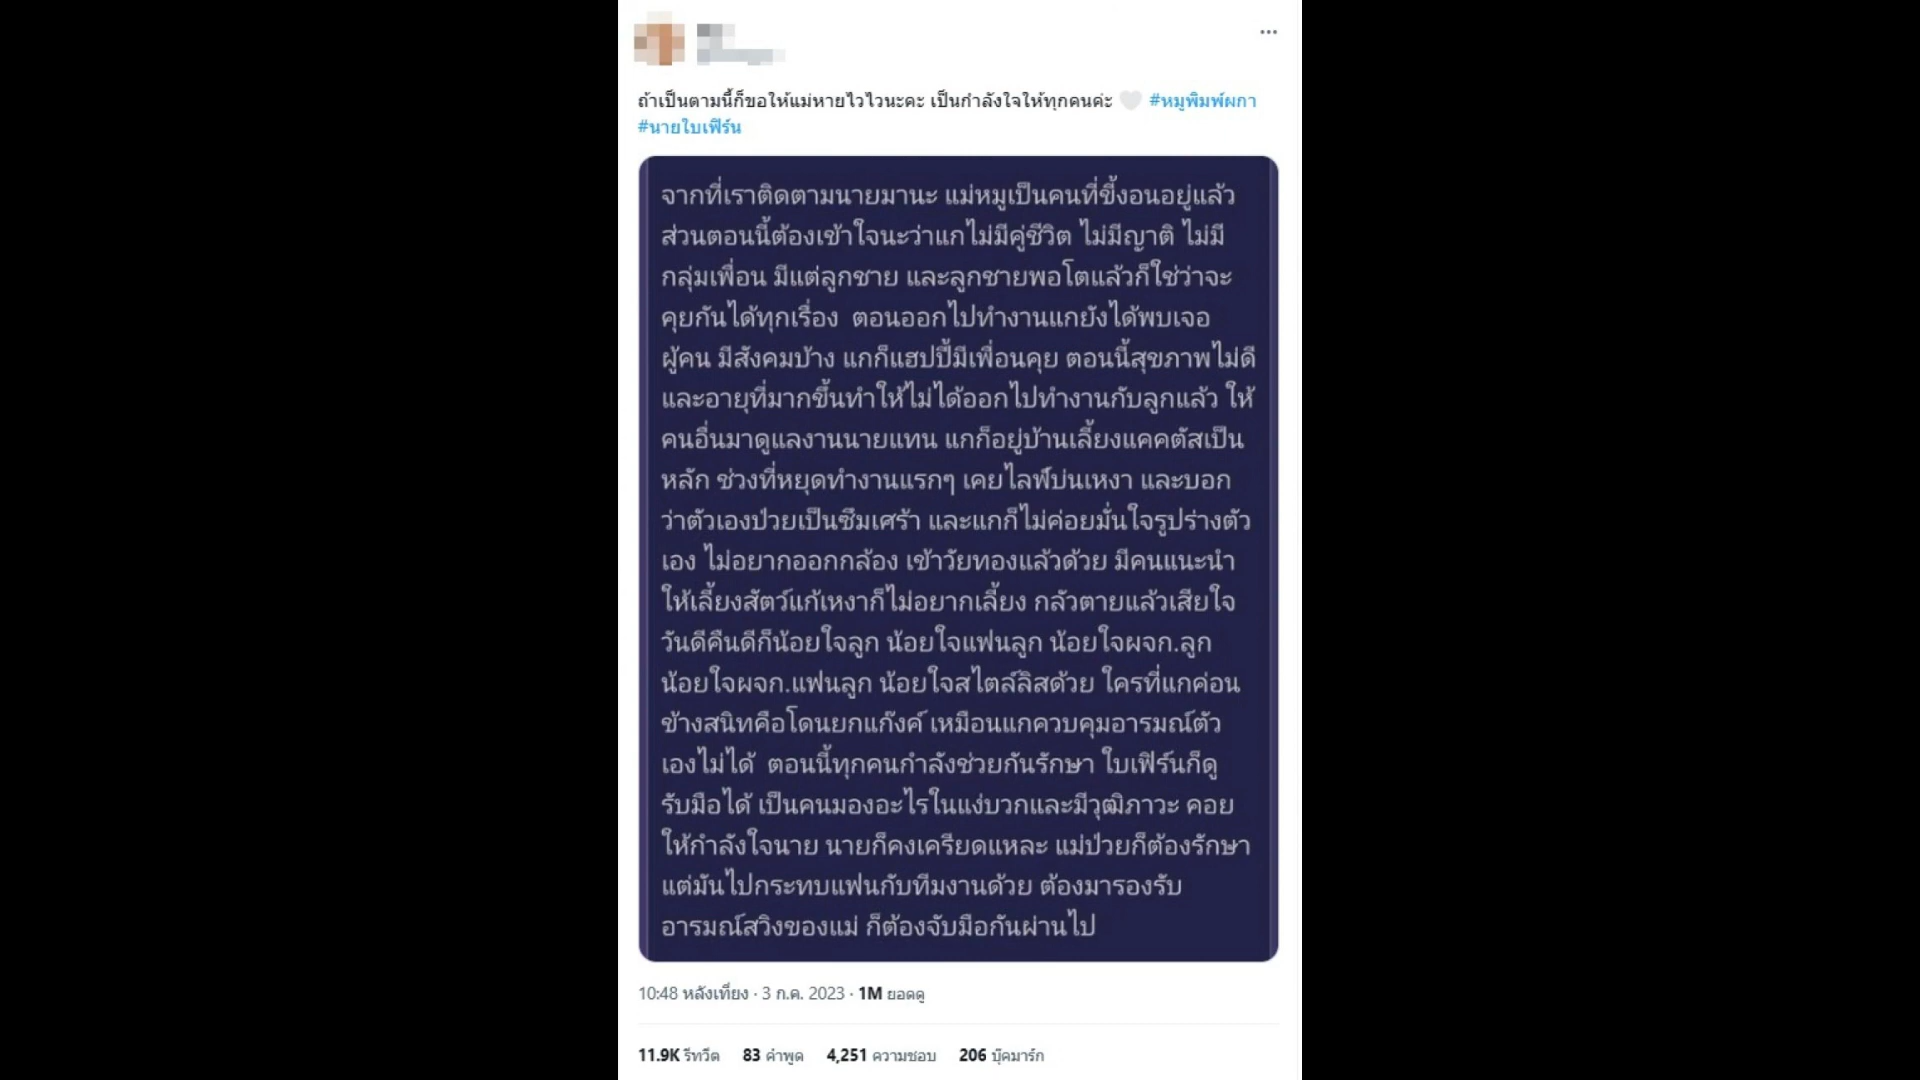 ถ้าเป็นตามนี้ก็ขอให้แม่หายไวไวนะคะ เป็นกำลังใจให้ทุกคนค่ะ 🤍 #หมูพิมพ์ผกา
#นายใบเฟิร์น
จากที่เราติดตามนายมานะ แม่หมูเป็นคนที่ขี้งอนอยู่แล้ว
ส่วนตอนนี้ต้องเข้าใจนะว่าแกไม่มีคู่ชีวิต ไม่มีญาติ ไม่มี
กลุ่มเพื่อน มีแต่ลูกชาย และลูกชายพอโตแล้วก็ใช่ว่าจะ
คุยกันได้ทุกเรื่อง ตอนออกไปทำงานแกยังได้พบเจอ
ผู้คน มีสังคมบ้าง แกก็แฮปปี้มีเพื่อนคุย ตอนนี้สุขภาพไม่ดี
และอายุที่มากขึ้นทำให้ไม่ได้ออกไปทำงานกับลูกแล้ว ให้
คนอื่นมาดูแลงานนายแทน แกก็อยู่บ้านเลี้ยงแคคตัสเป็น
หลัก ช่วงที่หยุดทำงานแรกๆ เคยไลฟ์บ่นเหงา และบอก
ว่าตัวเองป่วยเป็นซึมเศร้า และแกก็ไม่ค่อยมั่นใจรูปร่างตัว
เอง ไม่อยากออกกล้อง เข้าวัยทองแล้วด้วย มีคนแนะนำ
ให้เลี้ยงสัตว์แก้เหงาก็ไม่อยากเลี้ยง กลัวตายแล้วเสียใจ
วันดีคืนดีก็น้อยใจลูก น้อยใจแฟนลูก น้อยใจผจก.ลูก
น้อยใจผจก.แฟนลูก น้อยใจสไตล์ลิสด้วย ใครที่แกค่อน
ข้างสนิทคือโดนยกแก๊งค์ เหมือนแกควบคุมอารมณ์ตัว
เองไม่ได้ ตอนนี้ทุกคนกำลังช่วยกันรักษา ใบเฟิร์นก็ดู
รับมือได้ เป็นคนมองอะไรในแง่บวกและมีวุฒิภาวะ คอย
ให้กำลังใจนาย นายก็คงเครียดแหละ แม่ป่วยก็ต้องรักษา
แต่มันไปกระทบแฟนกับทีมงานด้วย ต้องมารองรับ
อารมณ์สวิงของแม่ ก็ต้องจับมือกันผ่านไป
10:48 หลังเที่ยง · 3 ก.ค. 2023 · 1M ยอดดู
11.9K รีทวีต 83 คำพูด 4,251 ความชอบ 206 บุ๊คมาร์ก